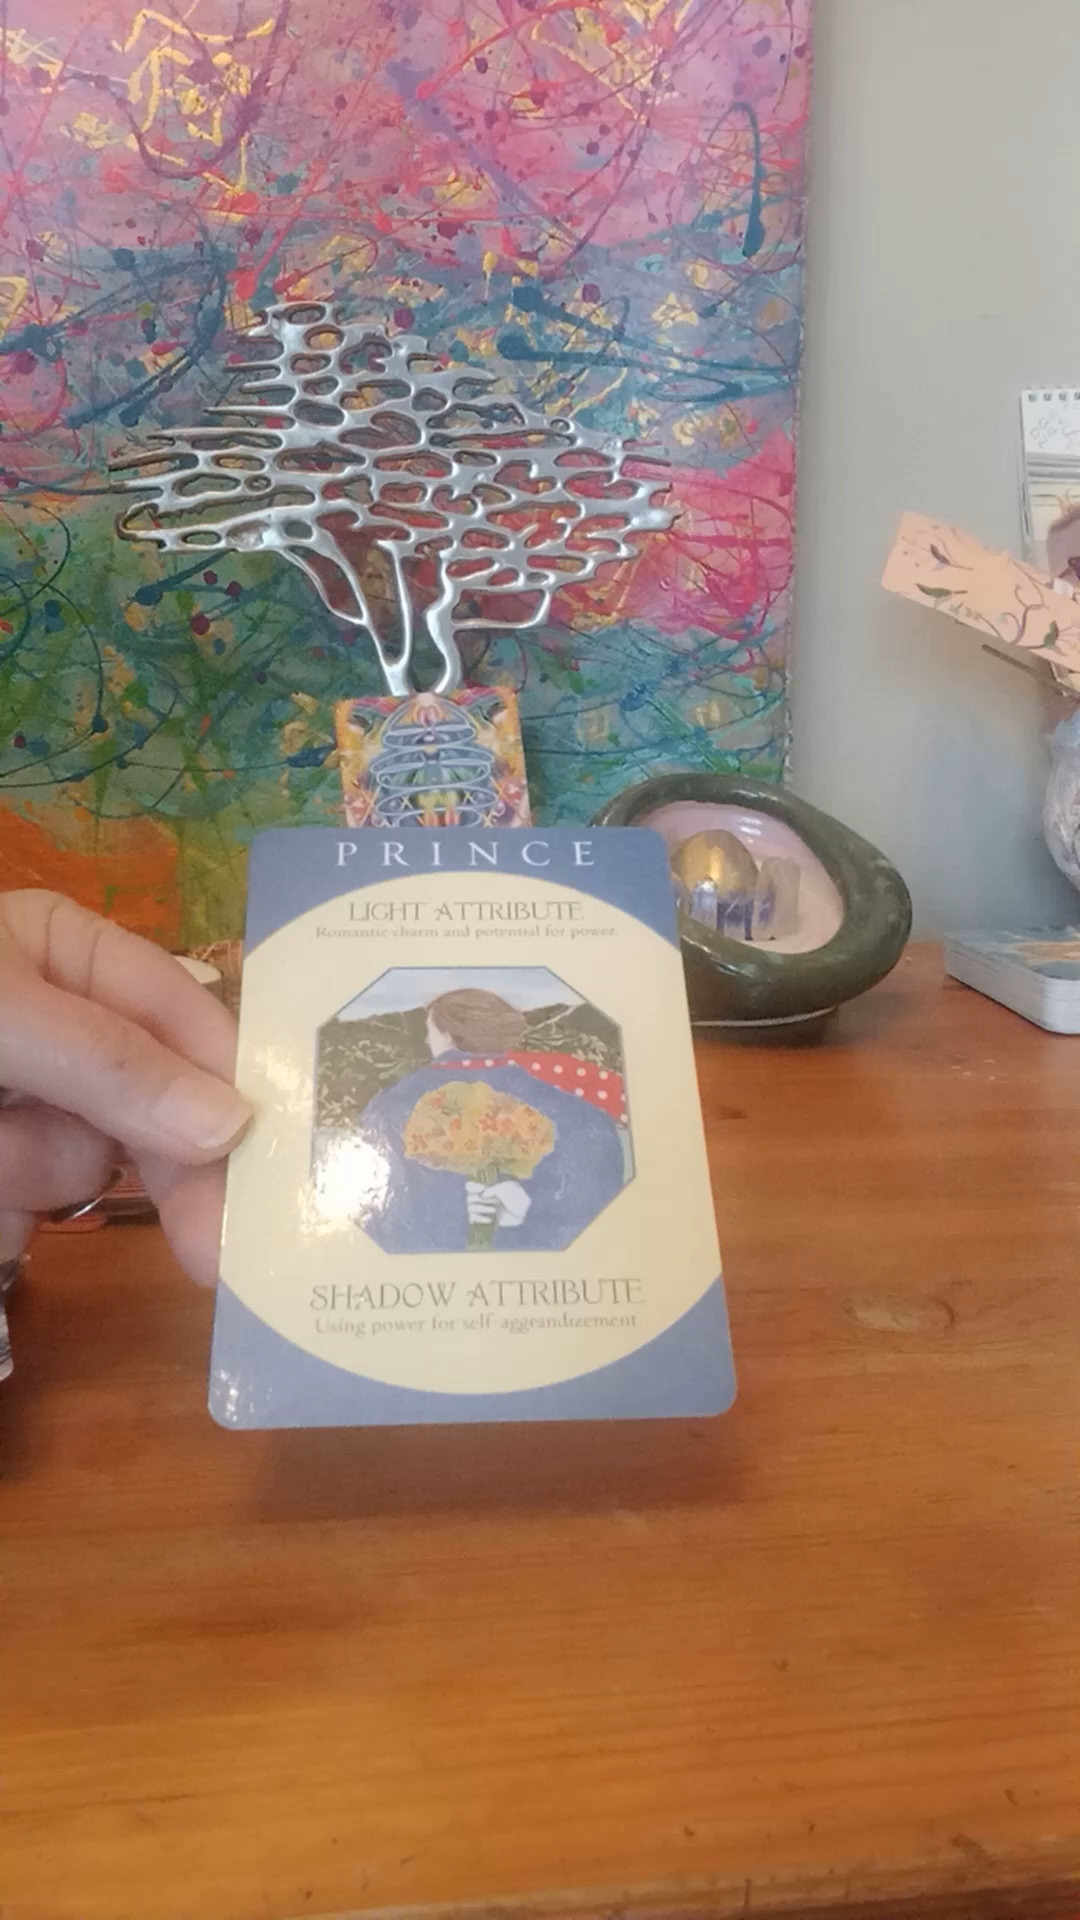 PRINCE
LIGHT ATTRIBUTE
Romantic charm and potential for power.
SHADOW ATTRIBUTE
Using power for self-aggrandizement.